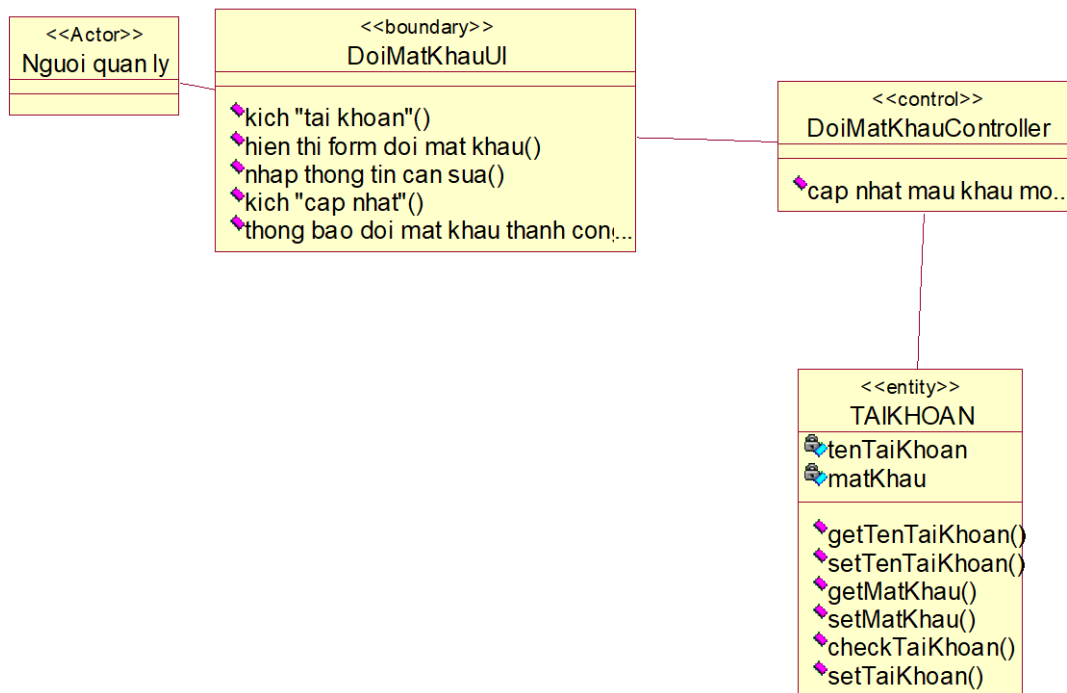 <<Actor>>
Nguoi quan ly
<<boundary>>
DoiMatKhauUI
kich "tai khoan"()
hien thi form doi mat khau()
nhap thong tin can sua()
kich "cap nhat"()
thong bao doi mat khau thanh cong...
<<control>>
DoiMatKhauController
cap nhat mau khau mo...
<<entity>>
TAIKHOAN
tenTaiKhoan
matKhau
getTenTaiKhoan()
setTenTaiKhoan()
getMatKhau()
setMatKhau()
checkTaiKhoan()
setTaiKhoan()